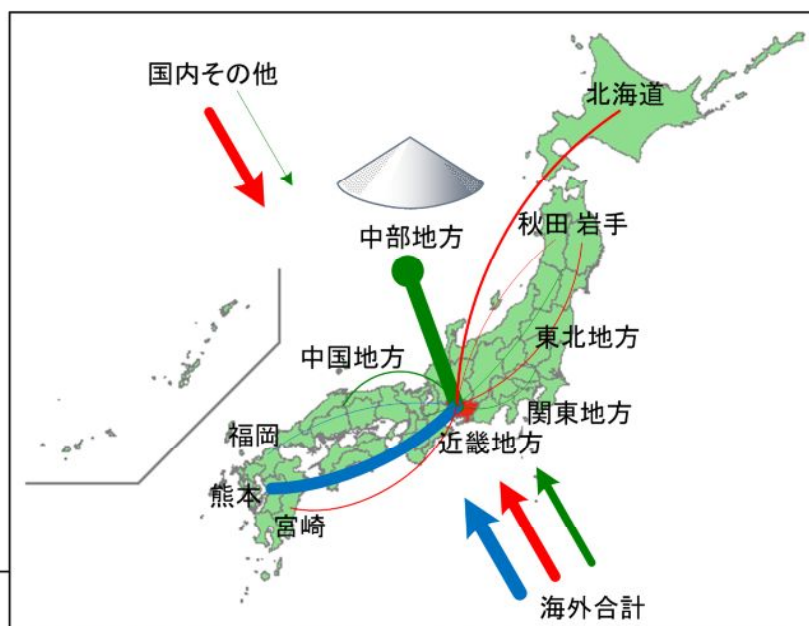 国内その他
北海道
中部地方
秋田 岩手
東北地方
中国地方
関東地方
福岡
近畿地方
熊本
宮崎
海外合計